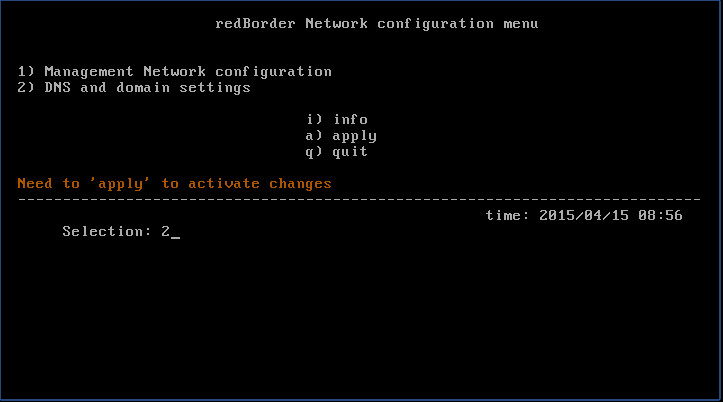 redBorder Network configuration menu
1) Management Network configuration
2) DNS and domain settings
i) info
a) apply
q) quit
Need to 'apply' to activate changes
--------------------------------------------------------------------------------
time: 2015/04/15 08:56
Selection: 2_